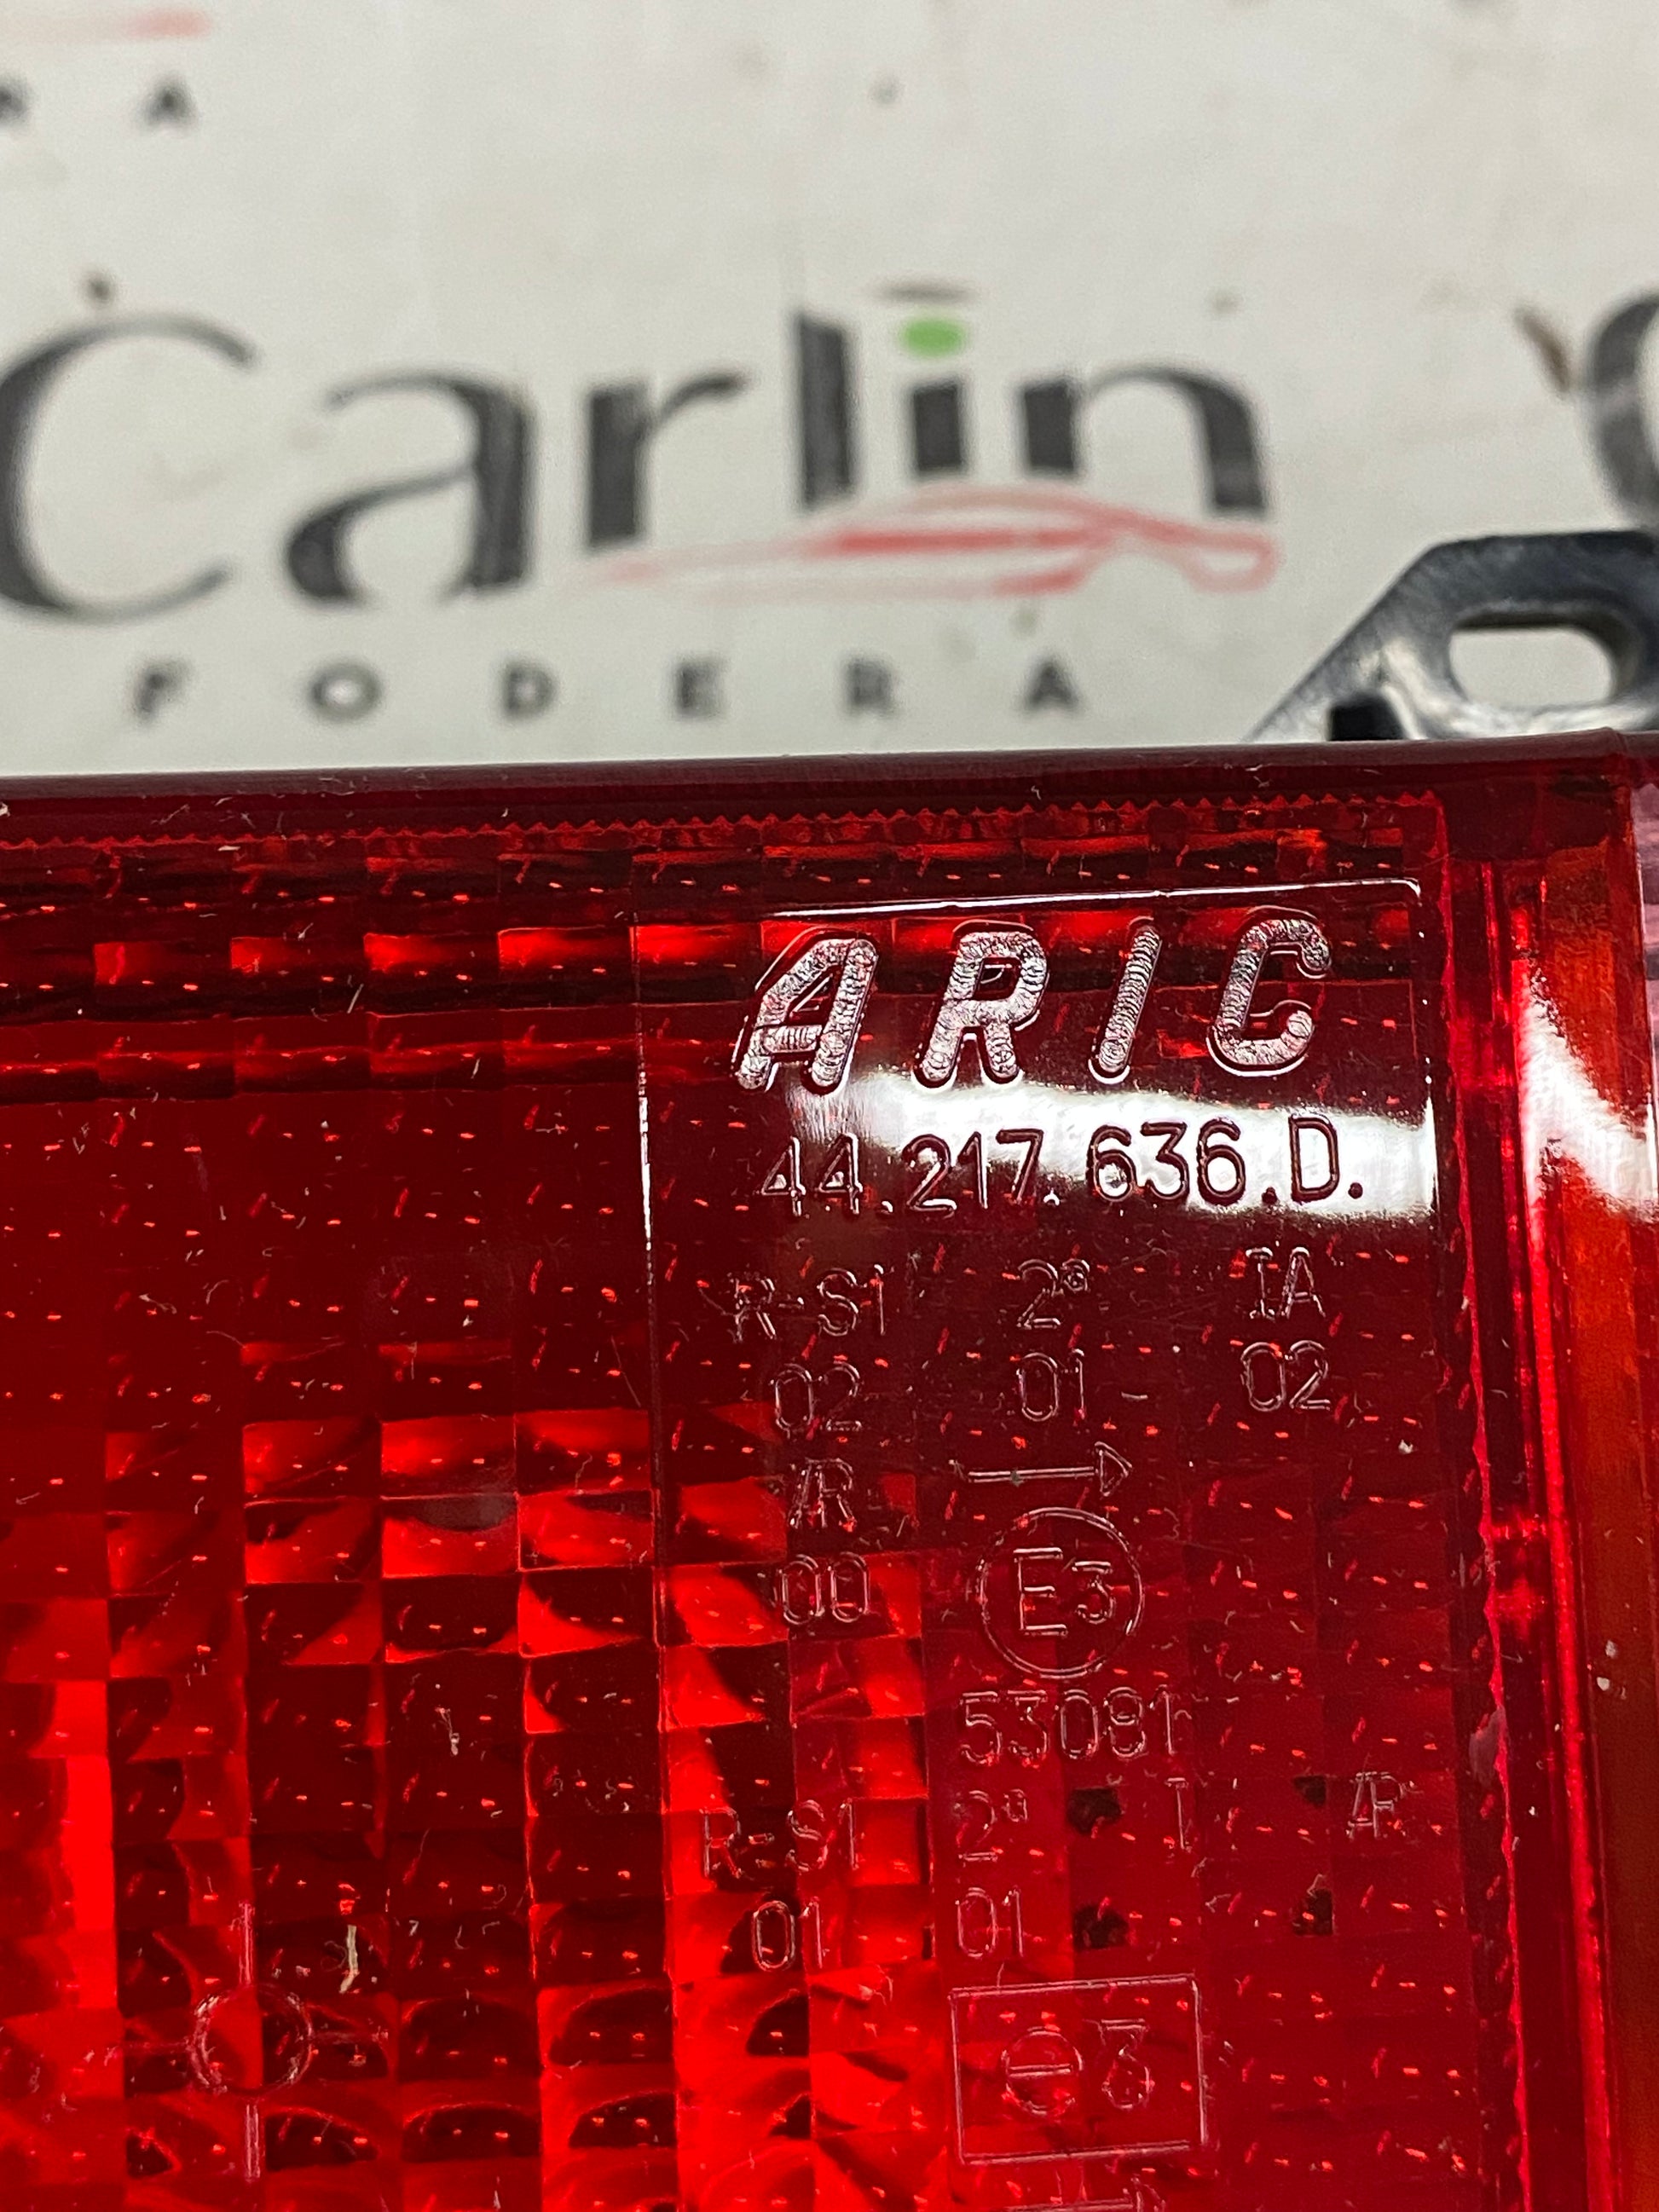 R A
Carlin
FODERA
ARIC
44.217.636.D.
R-S1 2ª IA
02 01 02
AR →
00 E3
53081
R-S1 2ª I AR
01 01
e3